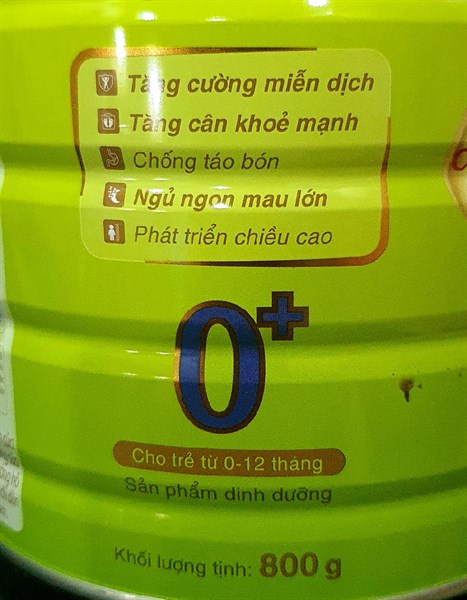 Tăng cường miễn dịch
Tăng cân khoẻ mạnh
Chống táo bón
Ngủ ngon mau lớn
Phát triển chiều cao
0+
Cho trẻ từ 0-12 tháng
Sản phẩm dinh dưỡng
Khối lượng tịnh: 800 g